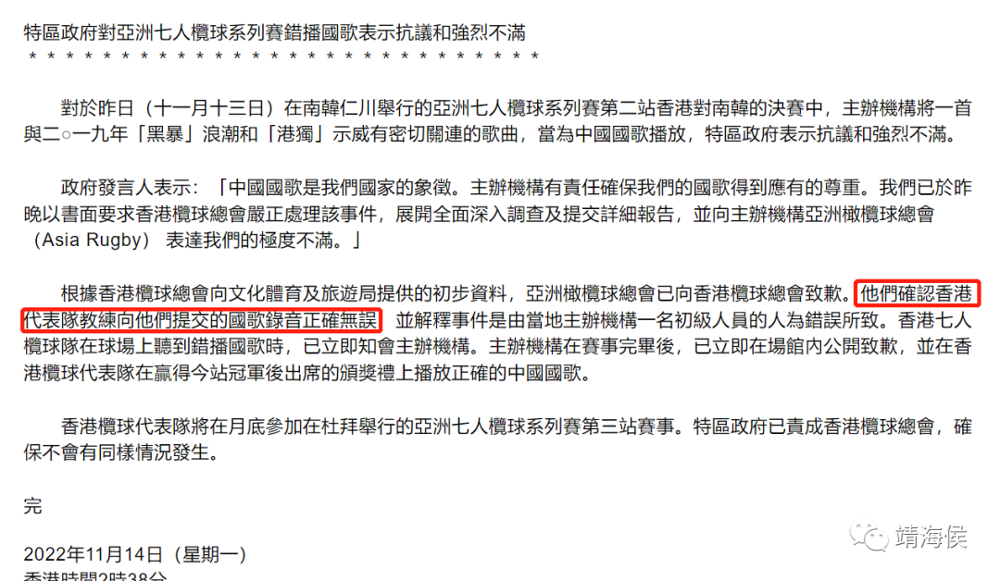 特區政府對亞洲七人欖球系列賽錯播國歌表示抗議和強烈不滿
* * * * * * * * * * * * * * * * * * * * * * * * * * * *
對於昨日（十一月十三日）在南韓仁川舉行的亞洲七人欖球系列賽第二站香港對南韓的決賽中，主辦機構將一首
與二○一九年「黑暴」浪潮和「港獨」示威有密切關連的歌曲，當為中國國歌播放，特區政府表示抗議和強烈不滿。
政府發言人表示：「中國國歌是我們國家的象徵。主辦機構有責任確保我們的國歌得到應有的尊重。我們已於昨
晚以書面要求香港欖球總會嚴正處理該事件，展開全面深入調查及提交詳細報告，並向主辦機構亞洲橄欖球總會
（Asia Rugby） 表達我們的極度不滿。」
根據香港欖球總會向文化體育及旅遊局提供的初步資料，亞洲橄欖球總會已向香港欖球總會致歉。他們確認香港
代表隊教練向他們提交的國歌錄音正確無誤，並解釋事件是由當地主辦機構一名初級人員的人為錯誤所致。香港七人
欖球隊在球場上聽到錯播國歌時，已立即知會主辦機構。主辦機構在賽事完畢後，已立即在場館內公開致歉，並在香
港欖球代表隊在贏得今站冠軍後出席的頒獎禮上播放正確的中國國歌。
香港欖球代表隊將在月底參加在杜拜舉行的亞洲七人欖球系列賽第三站賽事。特區政府已責成香港欖球總會，確
保不會有同樣情況發生。
完
靖海侯
2022年11月14日（星期一）
香港時間2時38分